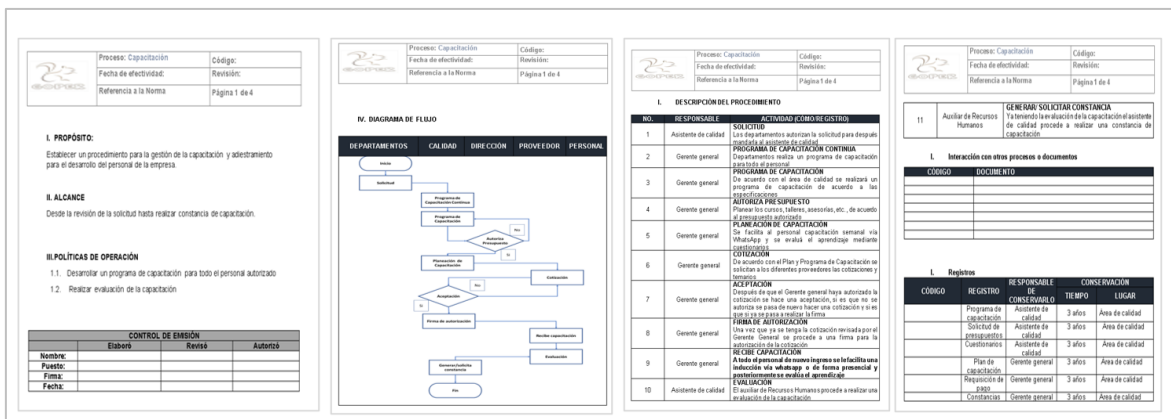 Proceso: Capacitación
Código:
Fecha de efectividad:
Revisión:
Referencia a la Norma
Página 1 de 4
I. PROPÓSITO:
Establecer un procedimiento para la gestión de la capacitación y adiestramiento
para el desarrollo del personal de la empresa.
II. ALCANCE
Desde la revisión de la solicitud hasta realizar constancia de capacitación.
III.POLÍTICAS DE OPERACIÓN
1.1. Desarrollar un programa de capacitación para todo el personal autorizado
1.2. Realizar evaluación de la capacitación
CONTROL DE EMISIÓN
Elaboró Revisó Autorizó
Nombre:
Puesto:
Firma:
Fecha:
Proceso: Capacitación
Código:
Fecha de efectividad:
Revisión:
Referencia a la Norma
Página 1 de 4
IV. DIAGRAMA DE FLUJO
DEPARTAMENTOS CALIDAD DIRECCIÓN PROVEEDOR PERSONAL
Inicio
Solicitud
Programa de
Capacitación Continua
Programa de
Capacitación
No
Autoriza
Presupuesto
Si
Planeación de
Capacitación
Cotización
No
Aceptación
Si
Firma de autorización
Recibe capacitación
Evaluación
Generar/solicita
constancia
Fin
Proceso: Capacitación
Código:
Fecha de efectividad:
Revisión:
Referencia a la Norma
Página 1 de 4
I. DESCRIPCIÓN DEL PROCEDIMIENTO
NO. RESPONSABLE ACTIVIDAD (CÓMO/REGISTRO)
1 Asistente de calidad
SOLICITUD
Los departamentos autorizan la solicitud para después
mandarla al asistente de calidad
2 Gerente general
PROGRAMA DE CAPACITACIÓN CONTINUA
Departamentos realiza un programa de capacitación
para todo el personal
3 Gerente general
PROGRAMA DE CAPACITACIÓN
De acuerdo con el área de calidad se realizará un
programa de capacitación de acuerdo a las
especificaciones
4 Gerente general
AUTORIZA PRESUPUESTO
Planear los cursos, talleres, asesorías, etc., de acuerdo
al presupuesto autorizado
5 Gerente general
PLANEACIÓN DE CAPACITACIÓN
Se facilita al personal capacitación semanal vía
WhatsApp y se evaluá el aprendizaje mediante
cuestionarios
6 Gerente general
COTIZACIÓN
De acuerdo con el Plan y Programa de Capacitación se
solicitan a los diferentes proveedores las cotizaciones y
temarios
7 Gerente general
ACEPTACIÓN
Después de que el Gerente general haya autorizado la
cotización se hace una aceptación, si es que no se
autoriza se pasa de nuevo hacer una cotización y si es
que si ya se pasa a realizar la firma
8 Gerente general
FIRMA DE AUTORIZACIÓN
Una vez que ya se tenga la cotización revisada por el
Gerente General se procede a una firma para la
autorización de la cotización
9 Gerente general
RECIBE CAPACITACIÓN
A todo el personal de nuevo ingreso se le facilita una
inducción vía whatsapp o de forma presencial y
posteriormente se evalúa el aprendizaje
10 Asistente de calidad
EVALUACIÓN
El auxiliar de Recursos Humanos procede a realizar una
evaluación de la capacitación
Proceso: Capacitación
Código:
Fecha de efectividad:
Revisión:
Referencia a la Norma
Página 1 de 4
11
Auxiliar de Recursos
Humanos
GENERAR/ SOLICITAR CONSTANCIA
Ya teniendo la evaluación de la capacitación el asistente
de calidad procede a realizar una constancia de
capacitación
I. Interacción con otros procesos o documentos
CÓDIGO DOCUMENTO
I. Registros
CÓDIGO REGISTRO
RESPONSABLE
DE
CONSERVARLO
CONSERVACIÓN
TIEMPO LUGAR
Programa de
capacitación
Asistente de
calidad
3 años Área de calidad
Solicitud de
presupuestos
Asistente de
calidad
3 años Área de calidad
Cuestionarios
Asistente de
calidad
3 años Área de calidad
Plan de
capacitación
Gerente general 3 años Área de calidad
Requisición de
pago
Gerente general 3 años Área de calidad
Constancias Gerente general 3 años Área de calidad